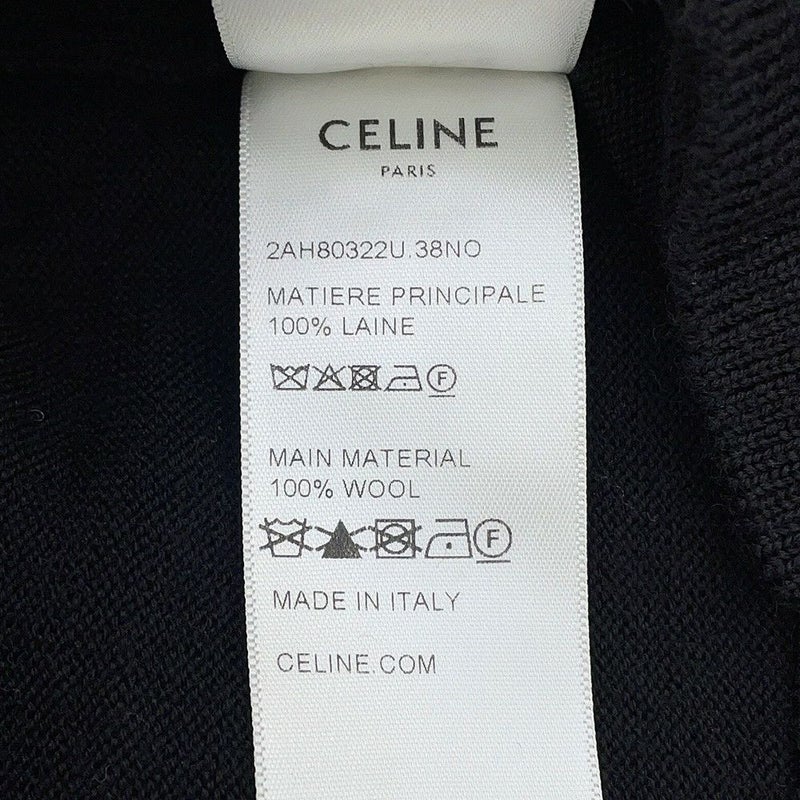 CELINE
PARIS
2AH80322U.38NO
MATIERE PRINCIPALE
100% LAINE
F
MAIN MATERIAL
100% WOOL
F
MADE IN ITALY
CELINE.COM